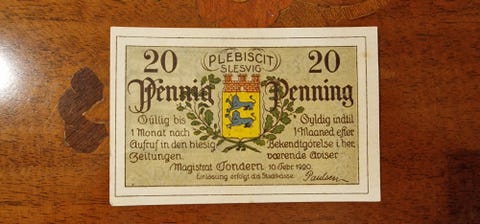 PLEBISCIT
SLESVIG
20 20
Pfennig Penning
Gültig bis Gyldig indtil
1 Monat nach 1 Maaned efter
Aufruf in den hiesig Bekendtgörelse i her
Zeitungen. værende Aviser
Magistrat Tondern 10 Febr. 1920.
Einlösung erfolgt d. d. Stadtkasse. Paulsen